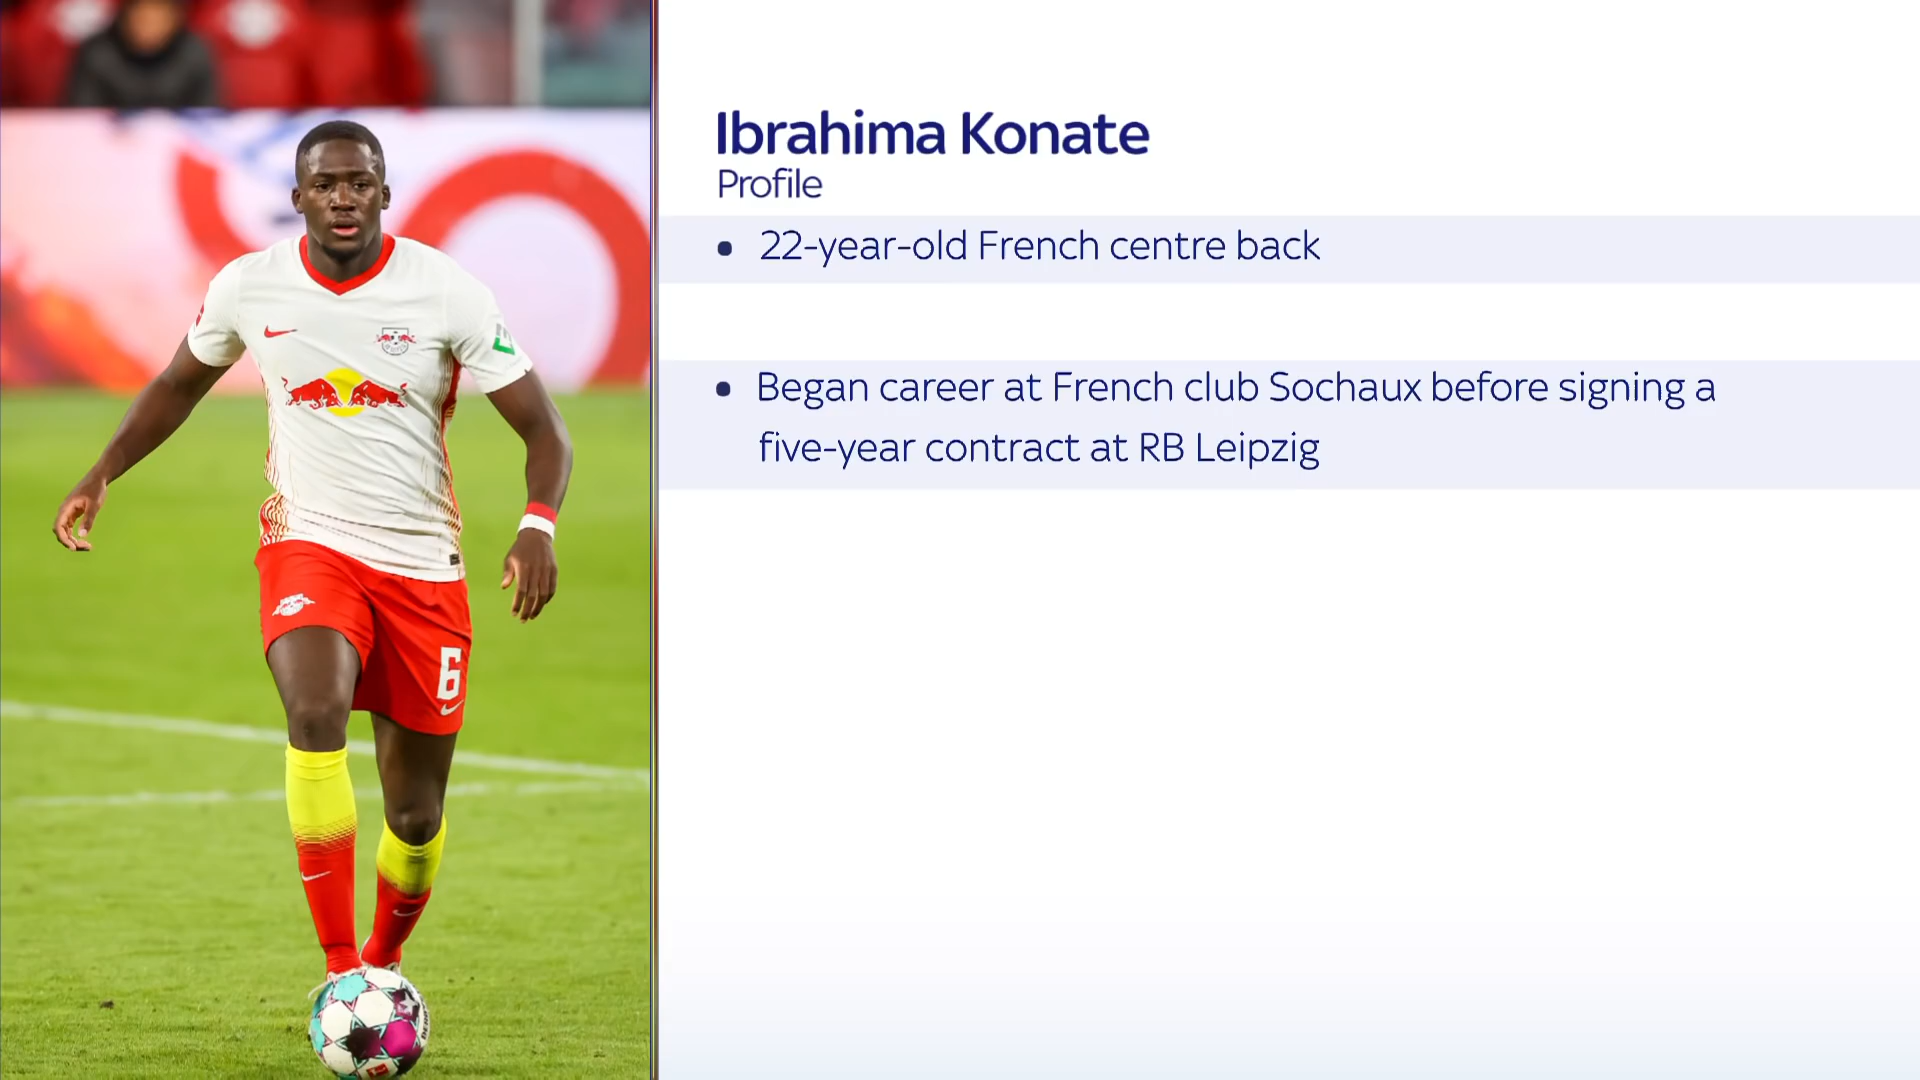 Ibrahima Konate
Profile
• 22-year-old French centre back
• Began career at French club Sochaux before signing a
five-year contract at RB Leipzig
6